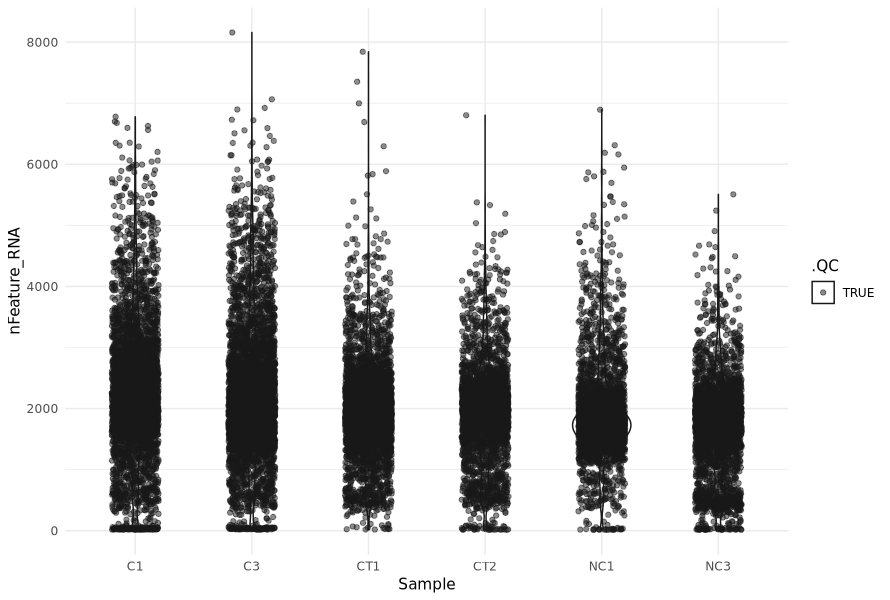 8000
6000
4000
2000
0
nFeature_RNA
C1 C3 CT1 CT2 NC1 NC3
Sample
.QC
TRUE